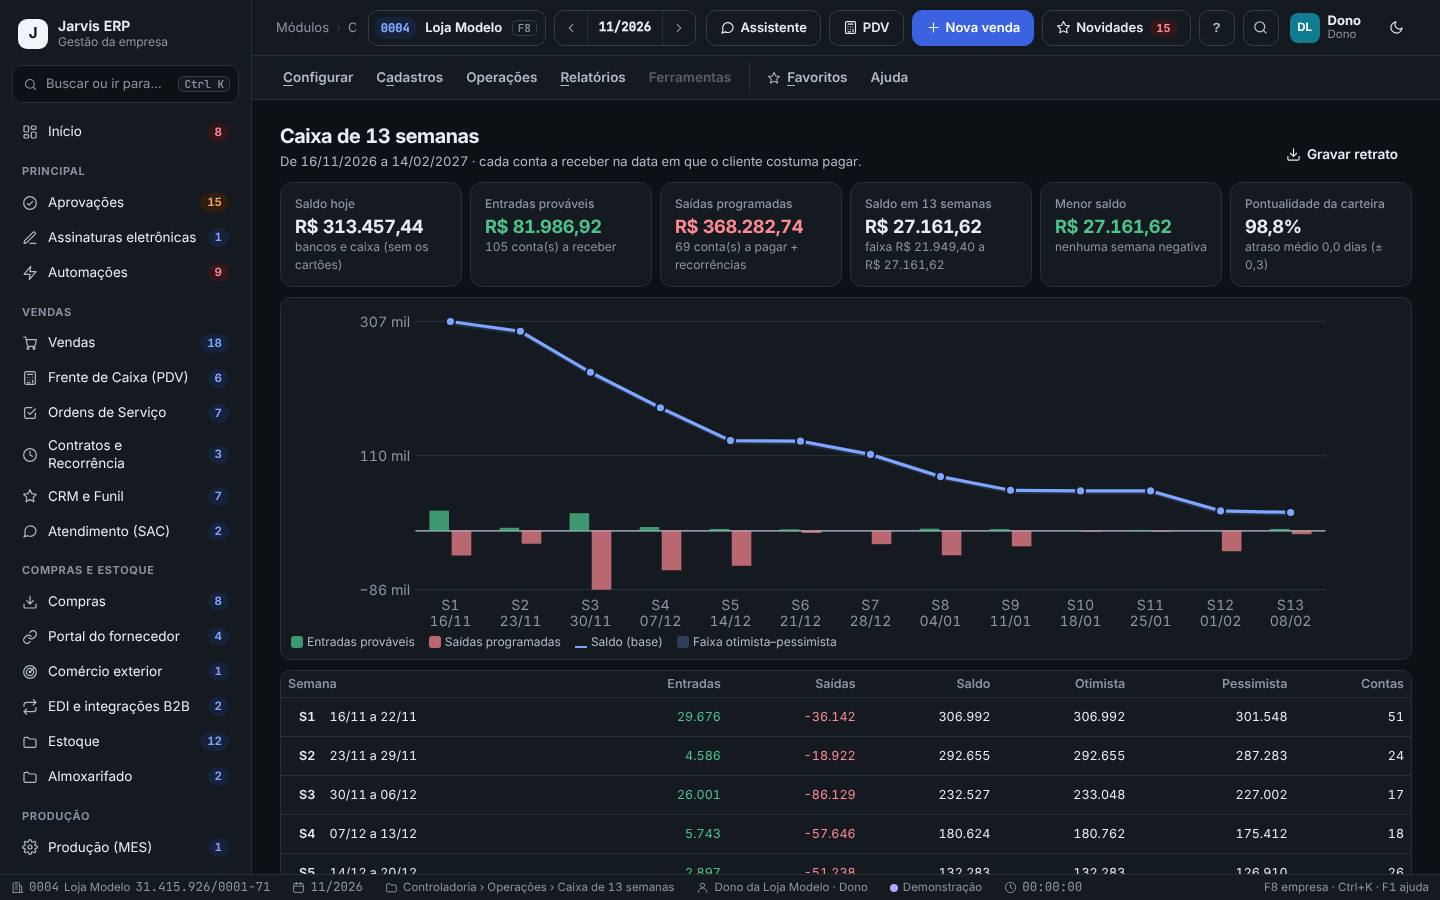 J
Jarvis ERP
Gestão da empresa
Buscar ou ir para...
Ctrl K
Início 8
PRINCIPAL
Aprovações 15
Assinaturas eletrônicas 1
Automações 9
VENDAS
Vendas 18
Frente de Caixa (PDV) 6
Ordens de Serviço 7
Contratos e
Recorrência 3
CRM e Funil 7
Atendimento (SAC) 2
COMPRAS E ESTOQUE
Compras 8
Portal do fornecedor 4
Comércio exterior 1
EDI e integrações B2B 2
Estoque 12
Almoxarifado 2
PRODUÇÃO
Produção (MES) 1
Módulos › C
0004 Loja Modelo F8
‹ 11/2026 ›
Assistente
PDV
+ Nova venda
Novidades 15
?
DL
Dono
Dono
Configurar Cadastros Operações Relatórios Ferramentas Favoritos Ajuda
Caixa de 13 semanas
De 16/11/2026 a 14/02/2027 · cada conta a receber na data em que o cliente costuma pagar.
Gravar retrato
Saldo hoje
R$ 313.457,44
bancos e caixa (sem os
cartões)
Entradas prováveis
R$ 81.986,92
105 conta(s) a receber
Saídas programadas
R$ 368.282,74
69 conta(s) a pagar +
recorrências
Saldo em 13 semanas
R$ 27.161,62
faixa R$ 21.949,40 a
R$ 27.161,62
Menor saldo
R$ 27.161,62
nenhuma semana negativa
Pontualidade da carteira
98,8%
atraso médio 0,0 dias (±
0,3)
307 mil
110 mil
−86 mil
S1 S2 S3 S4 S5 S6 S7 S8 S9 S10 S11 S12 S13
16/11 23/11 30/11 07/12 14/12 21/12 28/12 04/01 11/01 18/01 25/01 01/02 08/02
Entradas prováveis Saídas programadas Saldo (base) Faixa otimista–pessimista
Semana Entradas Saídas Saldo Otimista Pessimista Contas
S1 16/11 a 22/11 29.676 -36.142 306.992 306.992 301.548 51
S2 23/11 a 29/11 4.586 -18.922 292.655 292.655 287.283 24
S3 30/11 a 06/12 26.001 -86.129 232.527 233.048 227.002 17
S4 07/12 a 13/12 5.743 -57.646 180.624 180.762 175.412 18
S5 14/12 a 20/12 2.897 -51.238 132.283 132.283 126.910 26
0004 Loja Modelo 31.415.926/0001-71 11/2026 Controladoria › Operações › Caixa de 13 semanas Dono da Loja Modelo · Dono Demonstração 00:00:00 F8 empresa · Ctrl+K · F1 ajuda